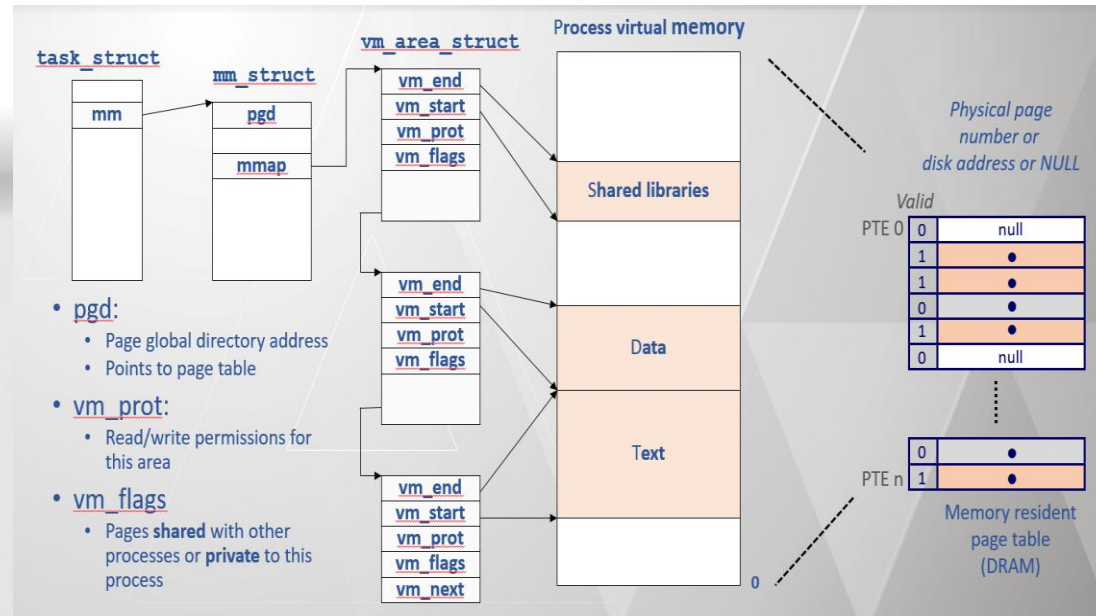 task_struct
mm
mm_struct
pgd
mmap
vm_area_struct
vm_end
vm_start
vm_prot
vm_flags
vm_end
vm_start
vm_prot
vm_flags
vm_end
vm_start
vm_prot
vm_flags
vm_next
Process virtual memory
Shared libraries
Data
Text
0
• pgd:
• Page global directory address
• Points to page table
• vm_prot:
• Read/write permissions for
this area
• vm_flags
• Pages shared with other
processes or private to this
process
Physical page
number or
disk address or NULL
Valid
PTE 0 0 null
1 •
1 •
0 •
1 •
0 null
0 •
PTE n 1 •
Memory resident
page table
(DRAM)